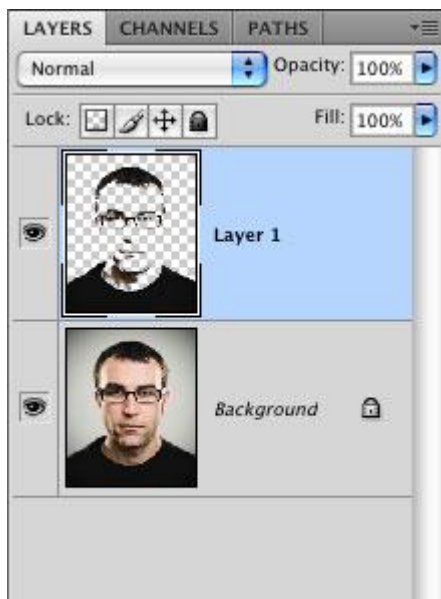 LAYERS CHANNELS PATHS
Normal Opacity: 100%
Lock: Fill: 100%
Layer 1
Background